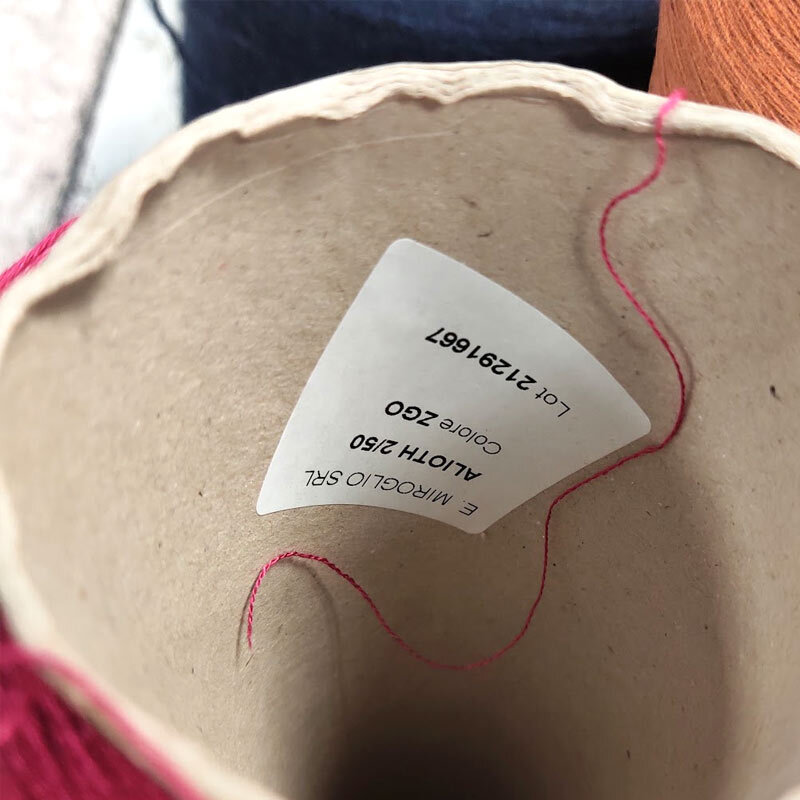 E. MIROGLIO SRL
ALIOTH 2/50
Colore ZGO
Lot 21291667